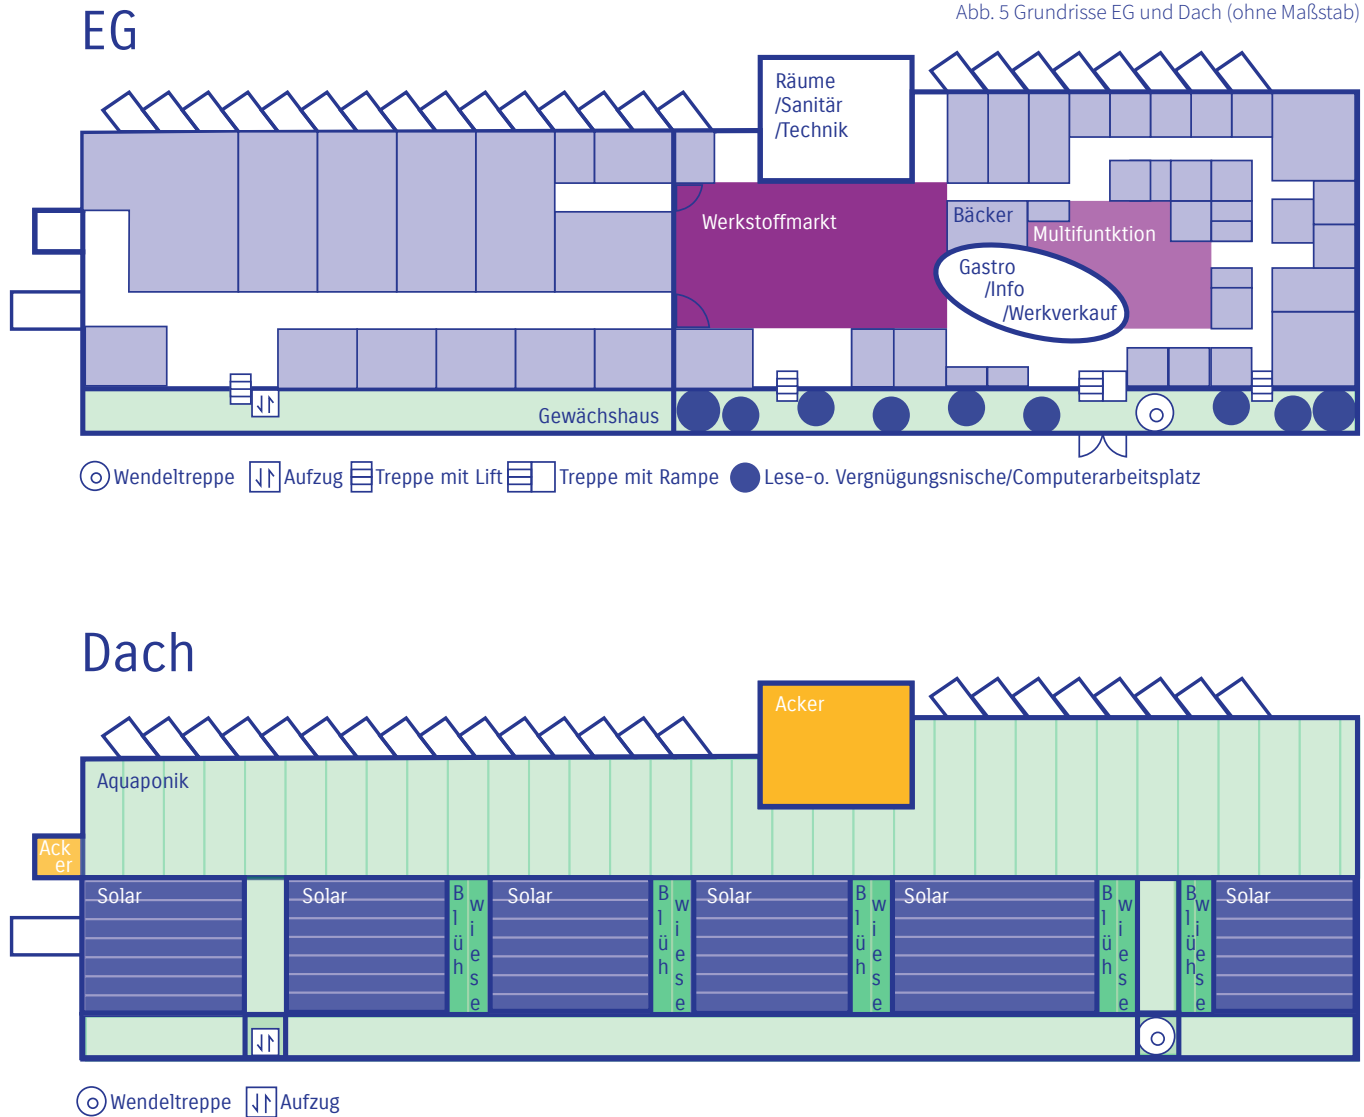 Abb. 5 Grundrisse EG und Dach (ohne Maßstab)
EG
Räume
/Sanitär
/Technik
Werkstoffmarkt
Bäcker
Multifuntktion
Gastro
/Info
/Werkverkauf
Gewächshaus
Wendeltreppe Aufzug Treppe mit Lift Treppe mit Rampe Lese-o. Vergnügungsnische/Computerarbeitsplatz
Dach
Acker
Aquaponik
Ack
er
Solar
Solar
Blüh
wiese
Solar
Blüh
wiese
Solar
Blüh
wiese
Solar
Blüh
wiese
Blüh
wiese
Solar
Wendeltreppe Aufzug